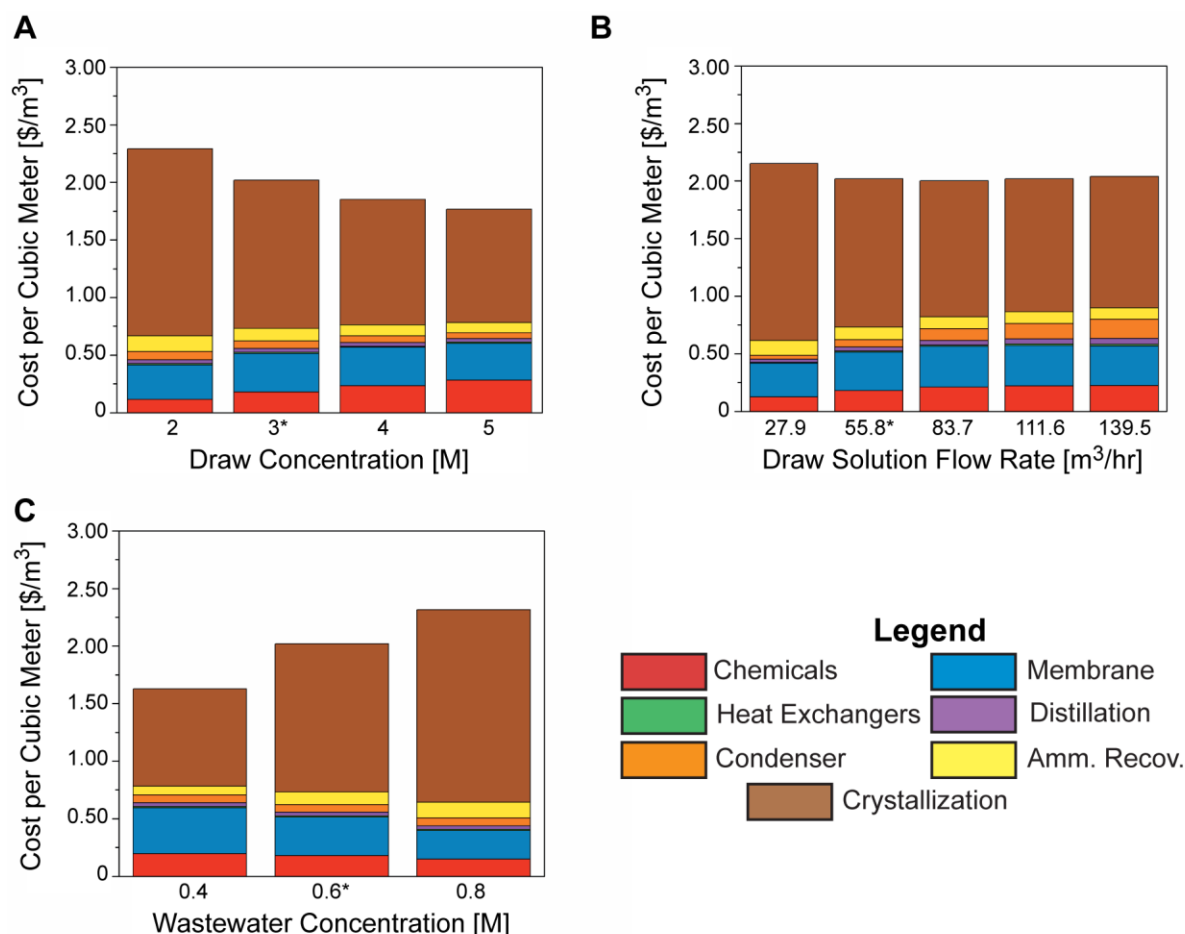 A
Cost per Cubic Meter [$/m³]
3.00
2.50
2.00
1.50
1.00
0.50
0
2 3* 4 5
Draw Concentration [M]
B
Cost per Cubic Meter [$/m³]
3.00
2.50
2.00
1.50
1.00
0.50
0
27.9 55.8* 83.7 111.6 139.5
Draw Solution Flow Rate [m³/hr]
C
Cost per Cubic Meter [$/m³]
3.00
2.50
2.00
1.50
1.00
0.50
0
0.4 0.6* 0.8
Wastewater Concentration [M]
Legend
Chemicals Membrane
Heat Exchangers Distillation
Condenser Amm. Recov.
Crystallization